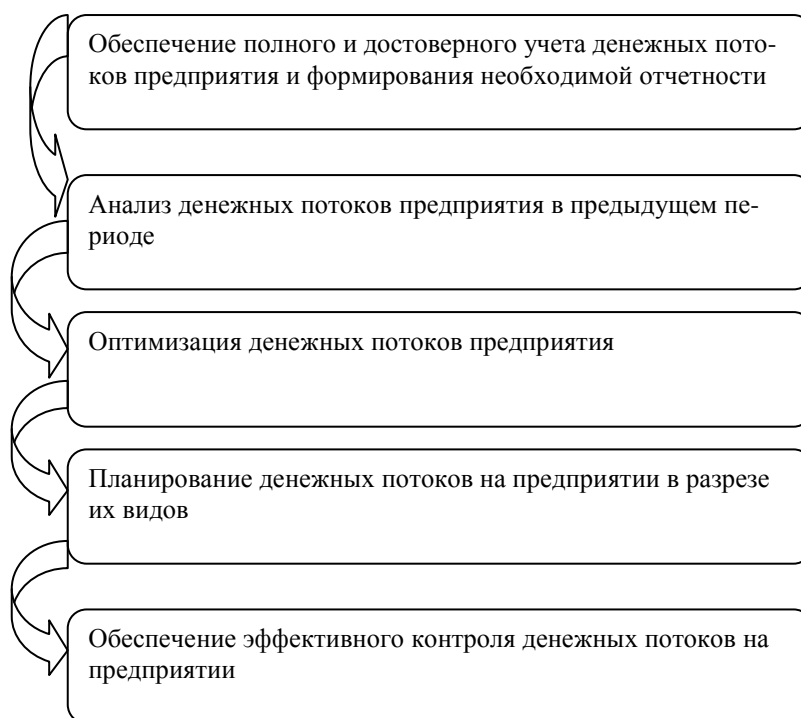 Обеспечение полного и достоверного учета денежных пото-
ков предприятия и формирования необходимой отчетности
Анализ денежных потоков предприятия в предыдущем пе-
риоде
Оптимизация денежных потоков предприятия
Планирование денежных потоков на предприятии в разрезе
их видов
Обеспечение эффективного контроля денежных потоков на
предприятии